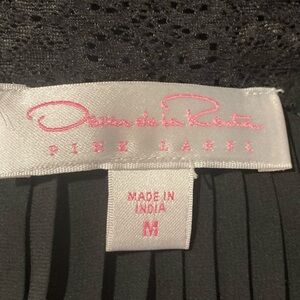 Oscar de la Renta
PINK LABEL
MADE IN
INDIA
M